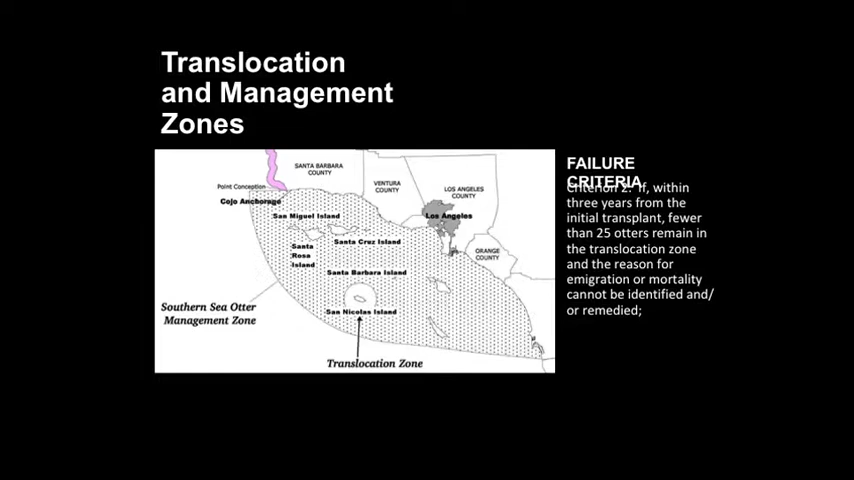 Translocation
and Management
Zones
SANTA BARBARA
COUNTY
Point Conception
Cojo Anchorage
VENTURA
COUNTY
LOS ANGELES
COUNTY
San Miguel Island
Los Angeles
Santa Cruz Island
Santa
Rosa
Island
ORANGE
COUNTY
Santa Barbara Island
Southern Sea Otter
Management Zone
San Nicolas Island
Translocation Zone
FAILURE
CRITERIA
Criterion 2: If, within
three years from the
initial transplant, fewer
than 25 otters remain in
the translocation zone
and the reason for
emigration or mortality
cannot be identified and/
or remedied;